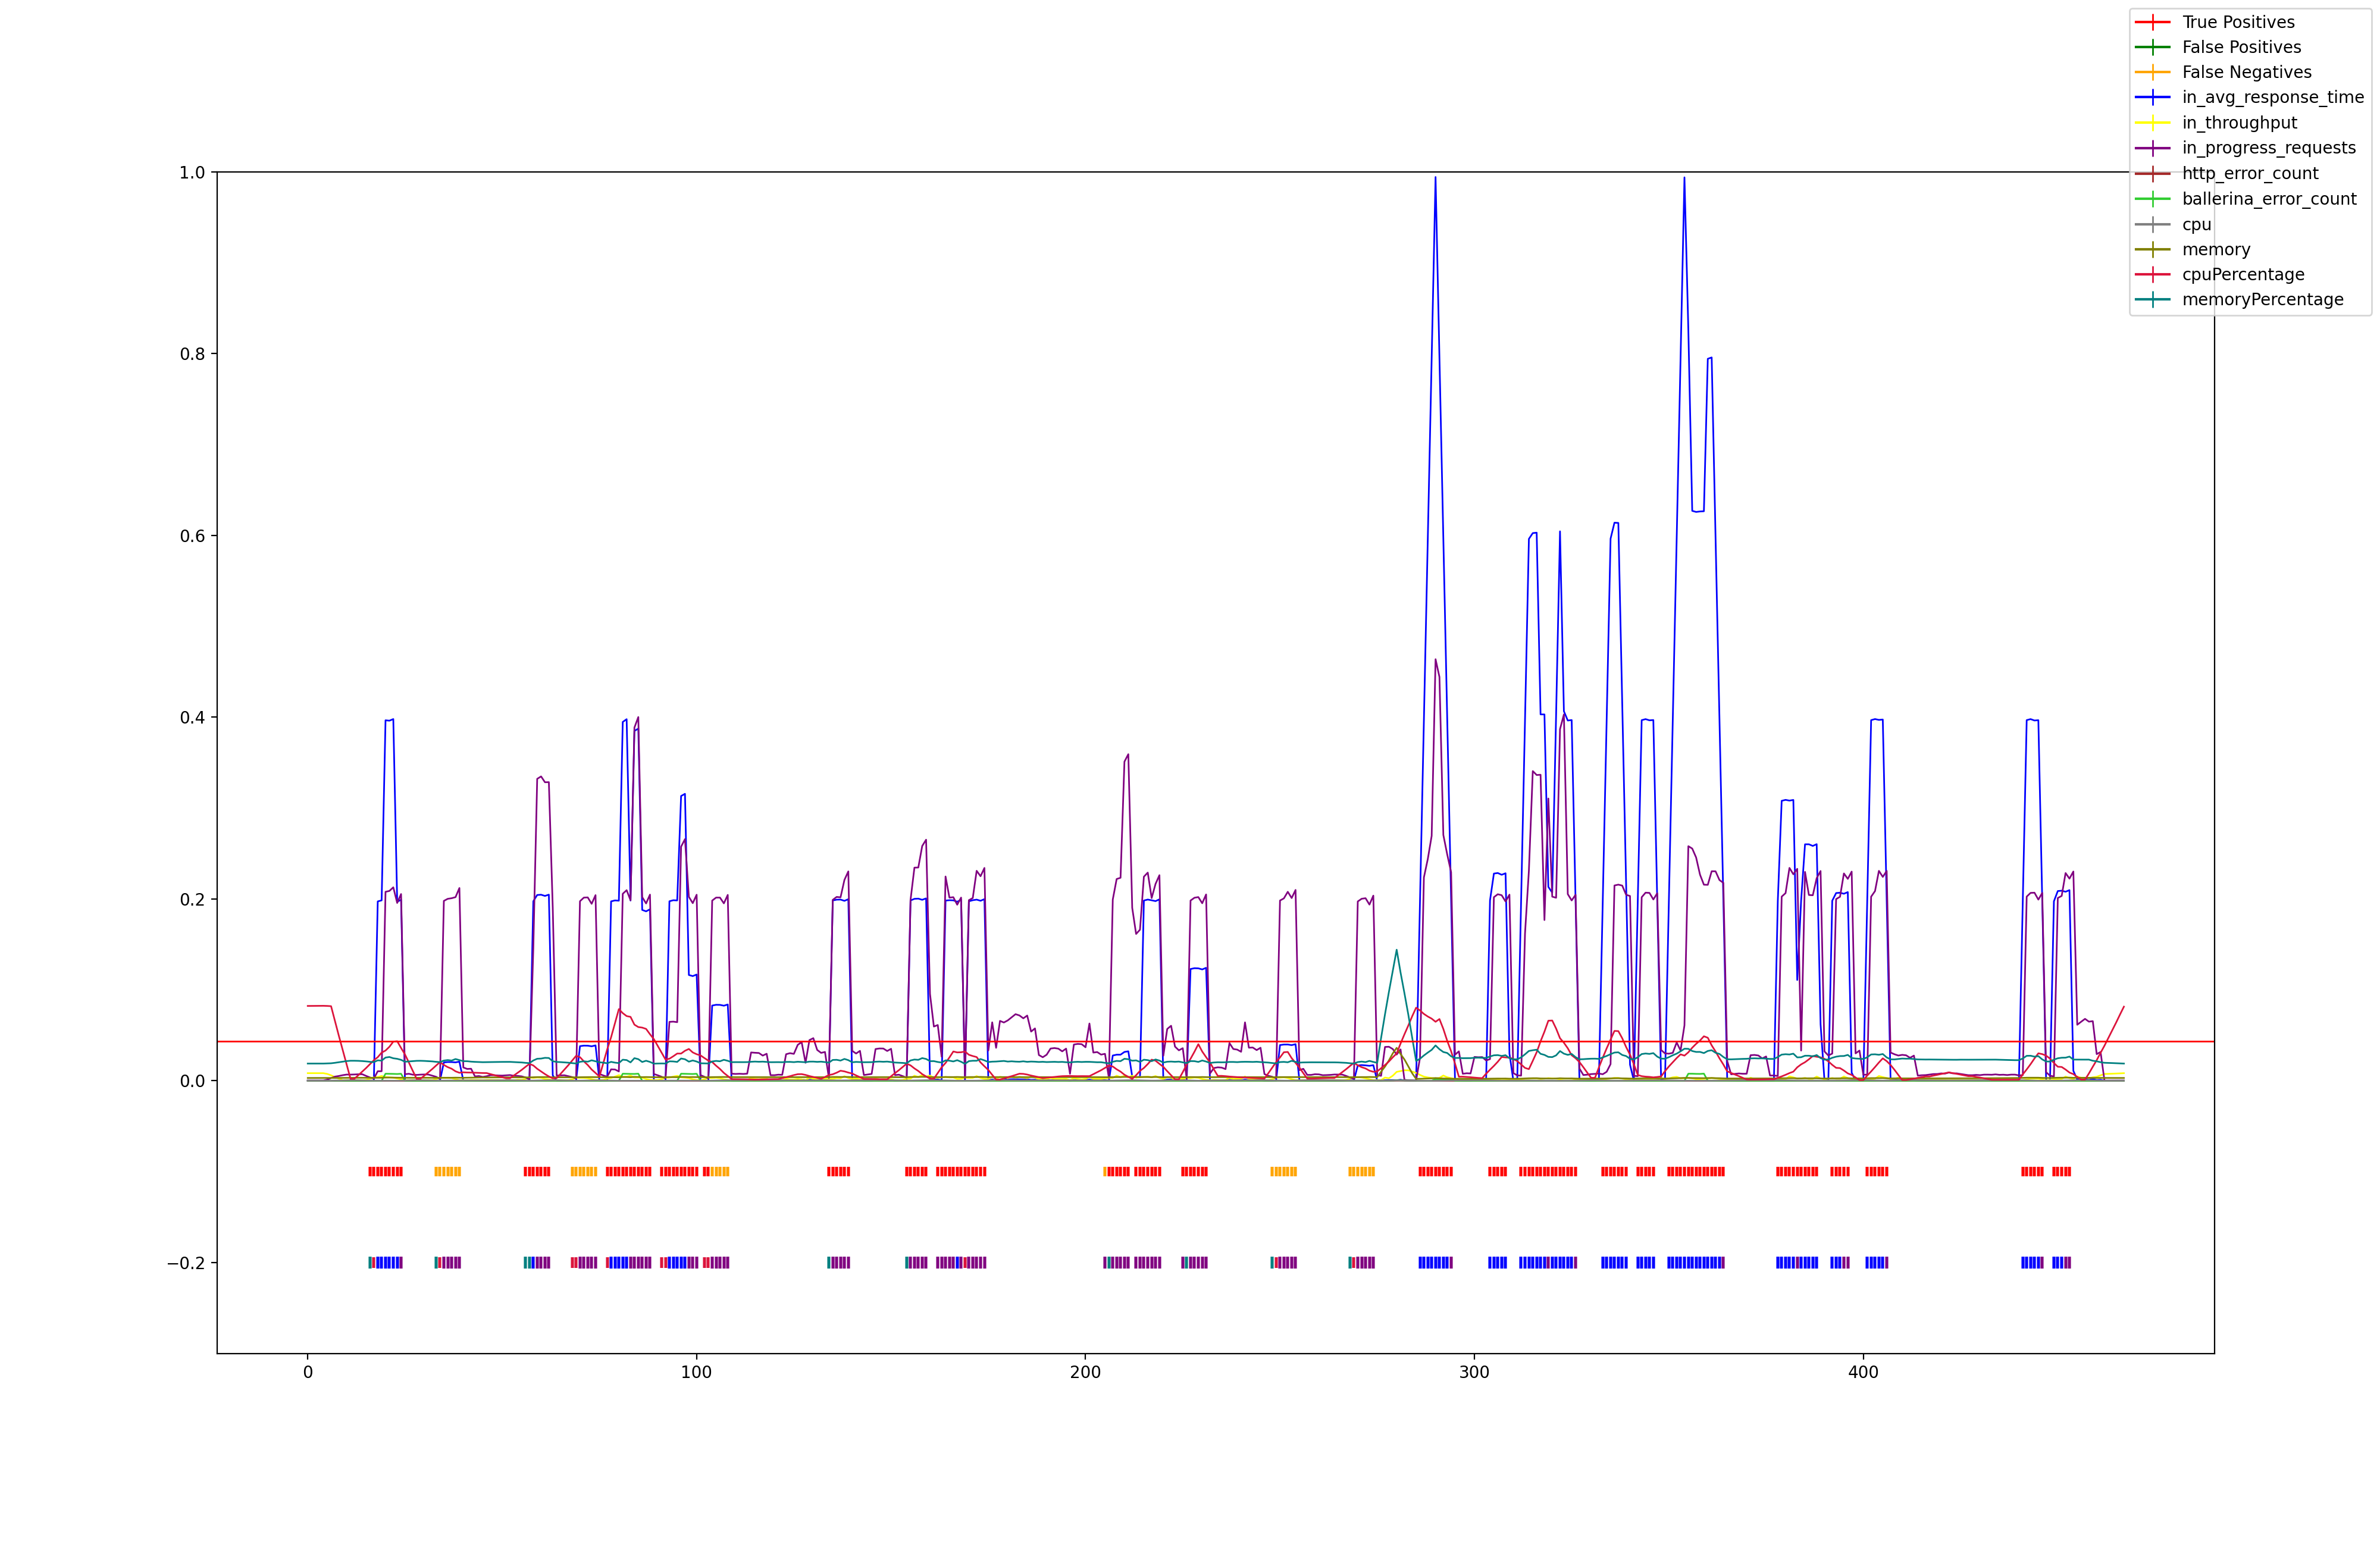 True Positives
False Positives
False Negatives
in_avg_response_time
in_throughput
in_progress_requests
http_error_count
ballerina_error_count
cpu
memory
cpuPercentage
memoryPercentage
1.0
0.8
0.6
0.4
0.2
0.0
−0.2
0 100 200 300 400